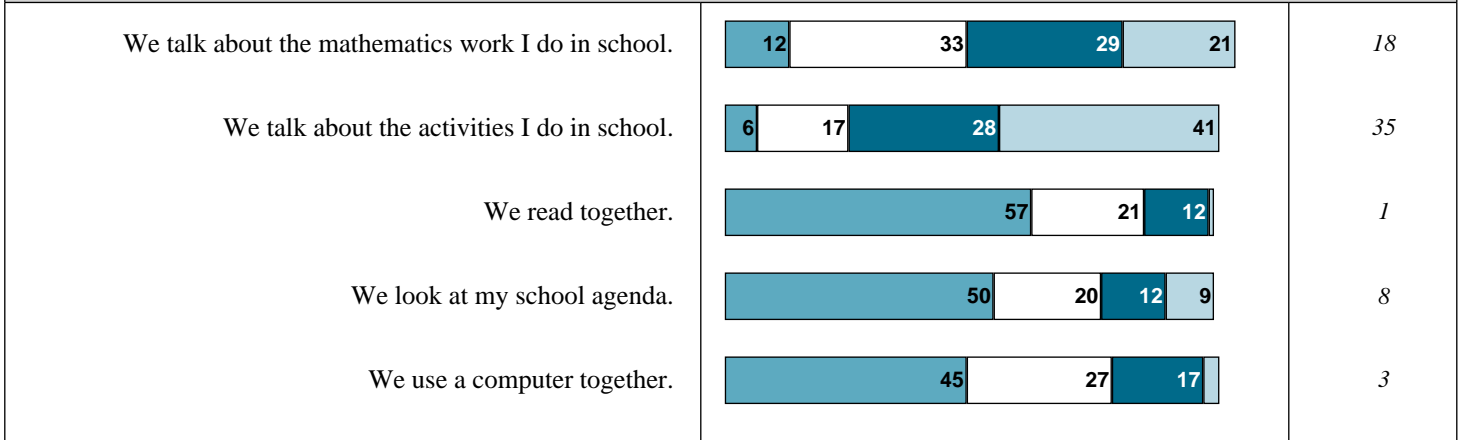 We talk about the mathematics work I do in school. 12 33 29 21 18
We talk about the activities I do in school. 6 17 28 41 35
We read together. 57 21 12 1
We look at my school agenda. 50 20 12 9 8
We use a computer together. 45 27 17 3